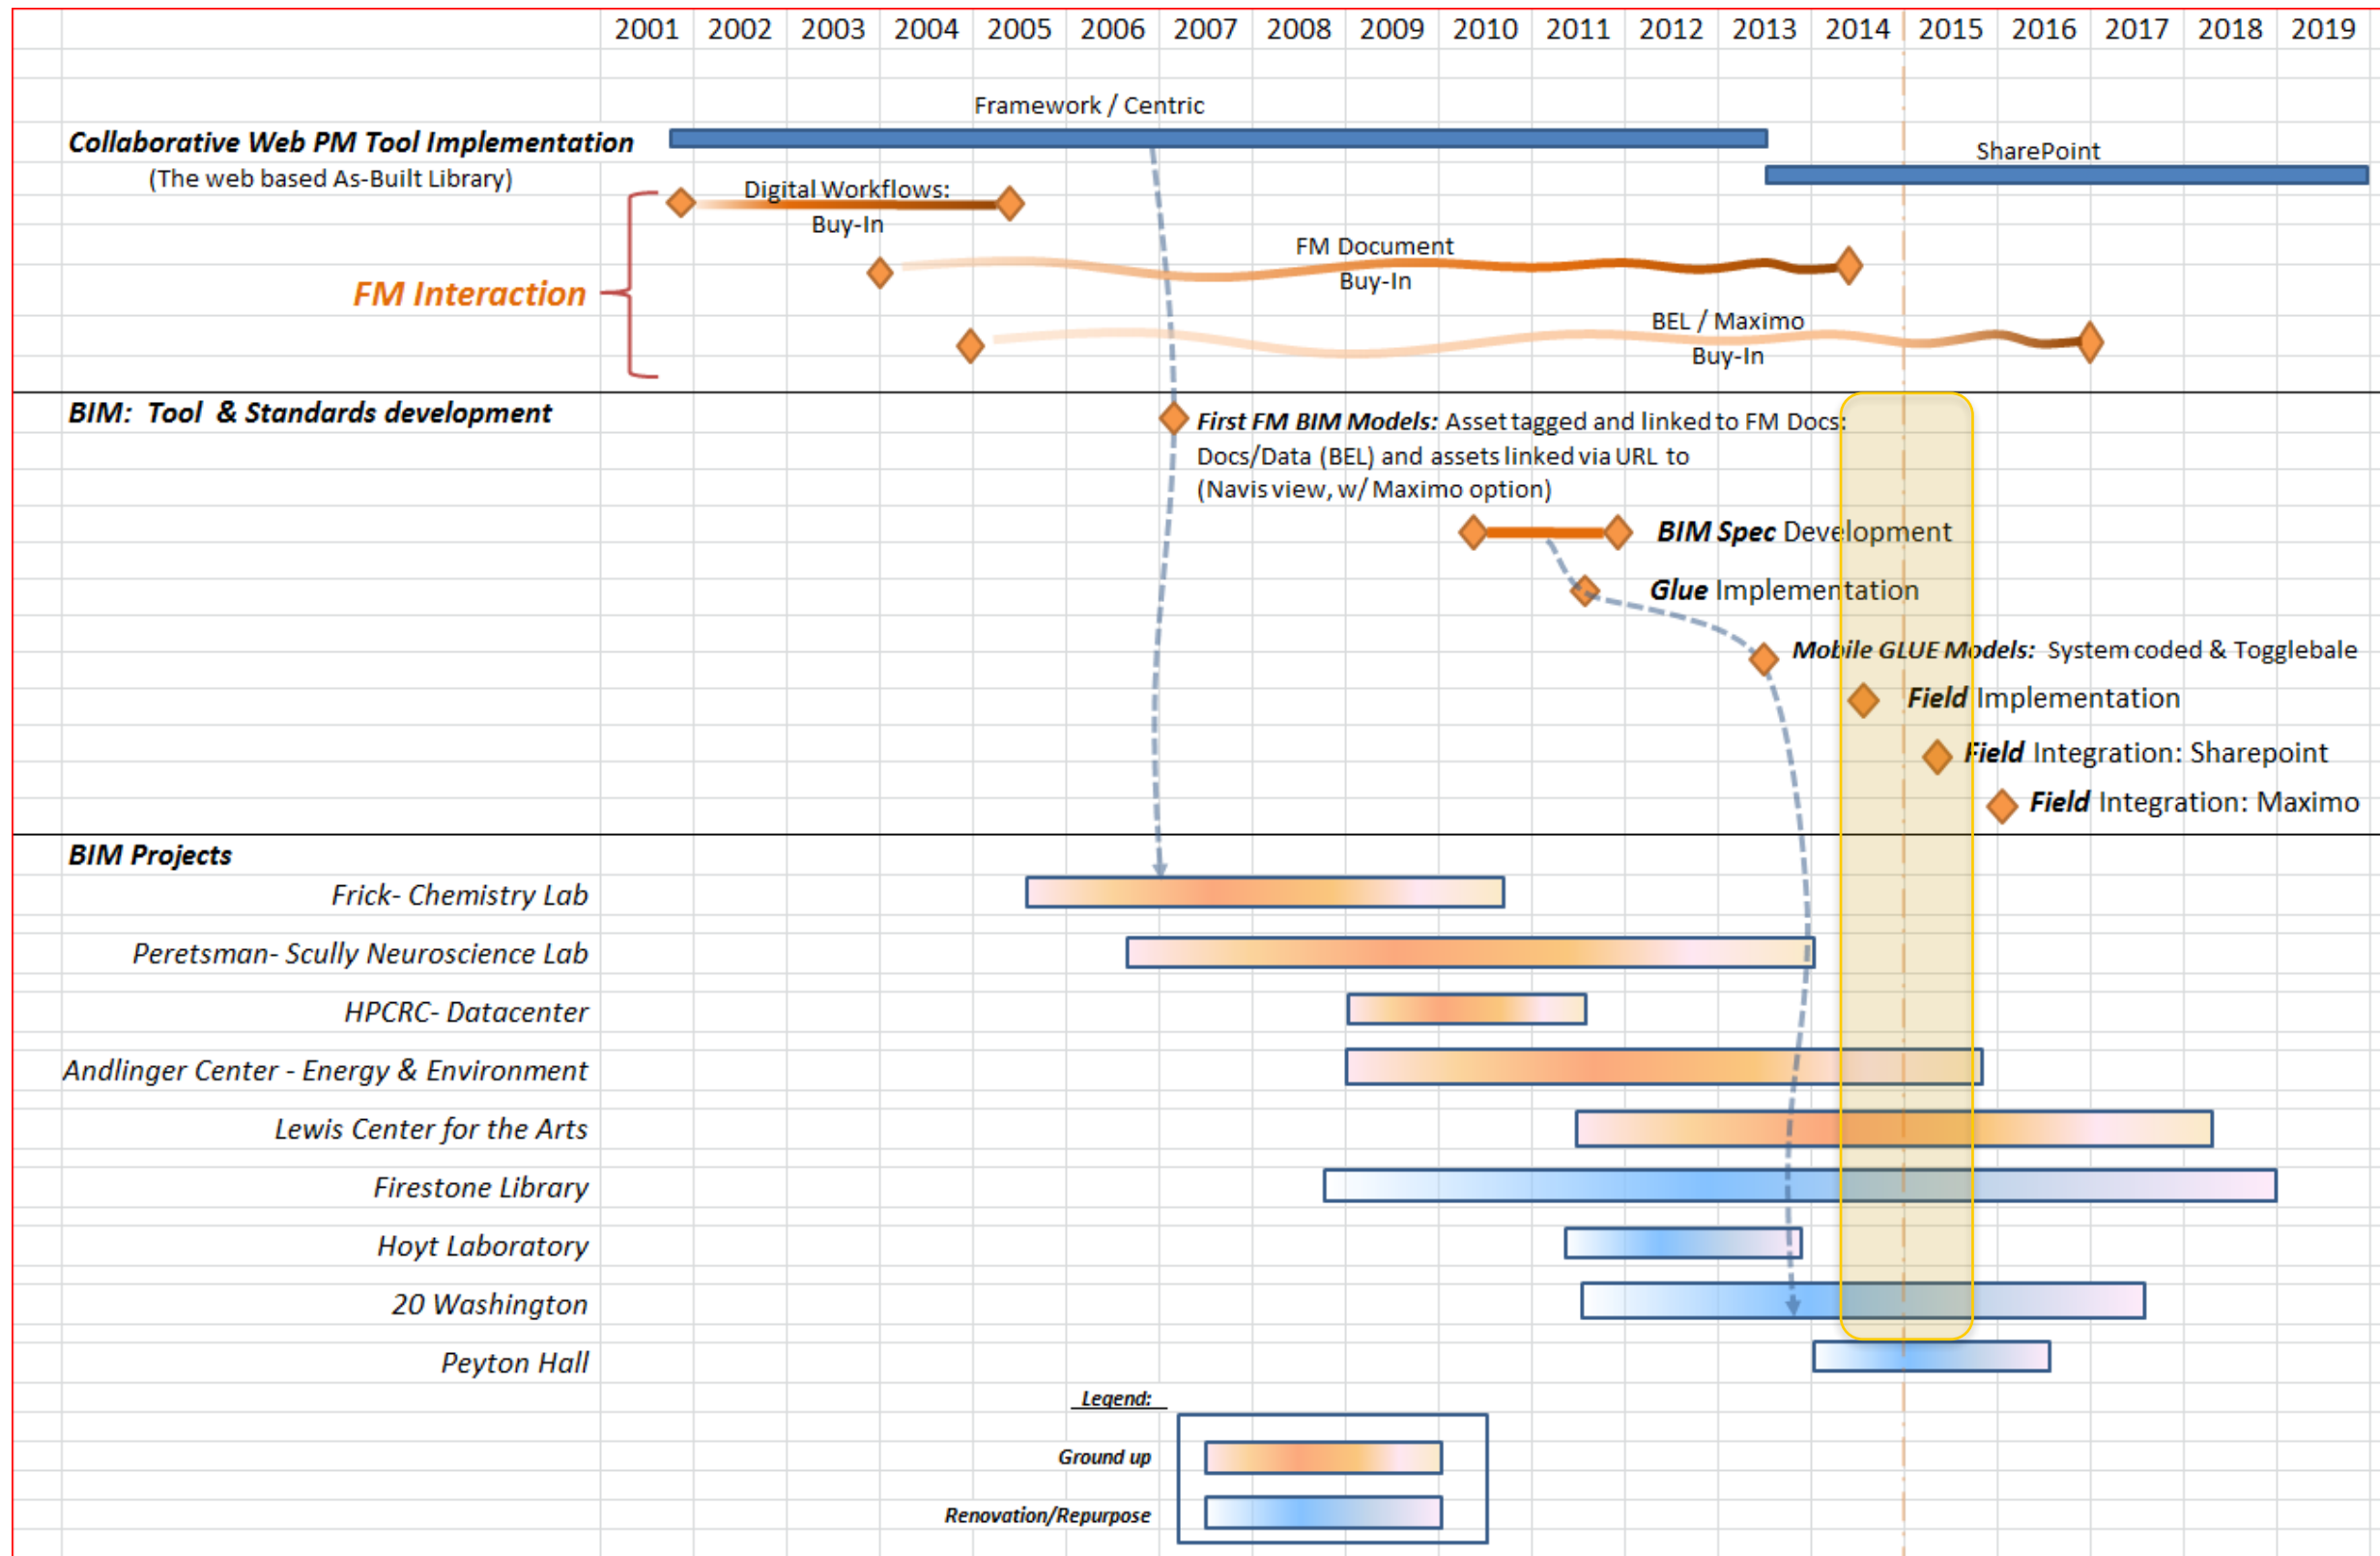 2001 2002 2003 2004 2005 2006 2007 2008 2009 2010 2011 2012 2013 2014 2015 2016 2017 2018 2019
Framework / Centric
Collaborative Web PM Tool Implementation
SharePoint
(The web based As-Built Library)
Digital Workflows:
Buy-In
FM Document
Buy-In
FM Interaction
BEL / Maximo
Buy-In
BIM: Tool & Standards development
First FM BIM Models: Asset tagged and linked to FM Docs:
Docs/Data (BEL) and assets linked via URL to
(Navis view, w/ Maximo option)
BIM Spec Development
Glue Implementation
Mobile GLUE Models: System coded & Togglebale
Field Implementation
Field Integration: Sharepoint
Field Integration: Maximo
BIM Projects
Frick- Chemistry Lab
Peretsman- Scully Neuroscience Lab
HPCRC- Datacenter
Andlinger Center - Energy & Environment
Lewis Center for the Arts
Firestone Library
Hoyt Laboratory
20 Washington
Peyton Hall
Legend:
Ground up
Renovation/Repurpose